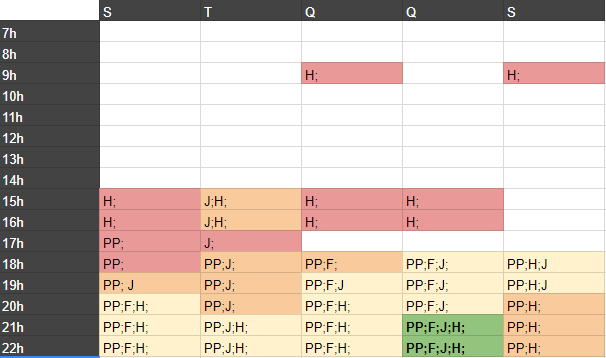 S T Q Q S
7h
8h
9h H; H;
10h
11h
12h
13h
14h
15h H; J;H; H; H;
16h H; J;H; H; H;
17h PP; J;
18h PP; PP;J; PP;F; PP;F;J; PP;H;J
19h PP; J PP;J; PP;F;J PP;F;J; PP;H;J
20h PP;F;H; PP;J; PP;F;H; PP;F;J; PP;H;
21h PP;F;H; PP;J;H; PP;F;H; PP;F;J;H; PP;H;
22h PP;F;H; PP;J;H; PP;F;H; PP;F;J;H; PP;H;